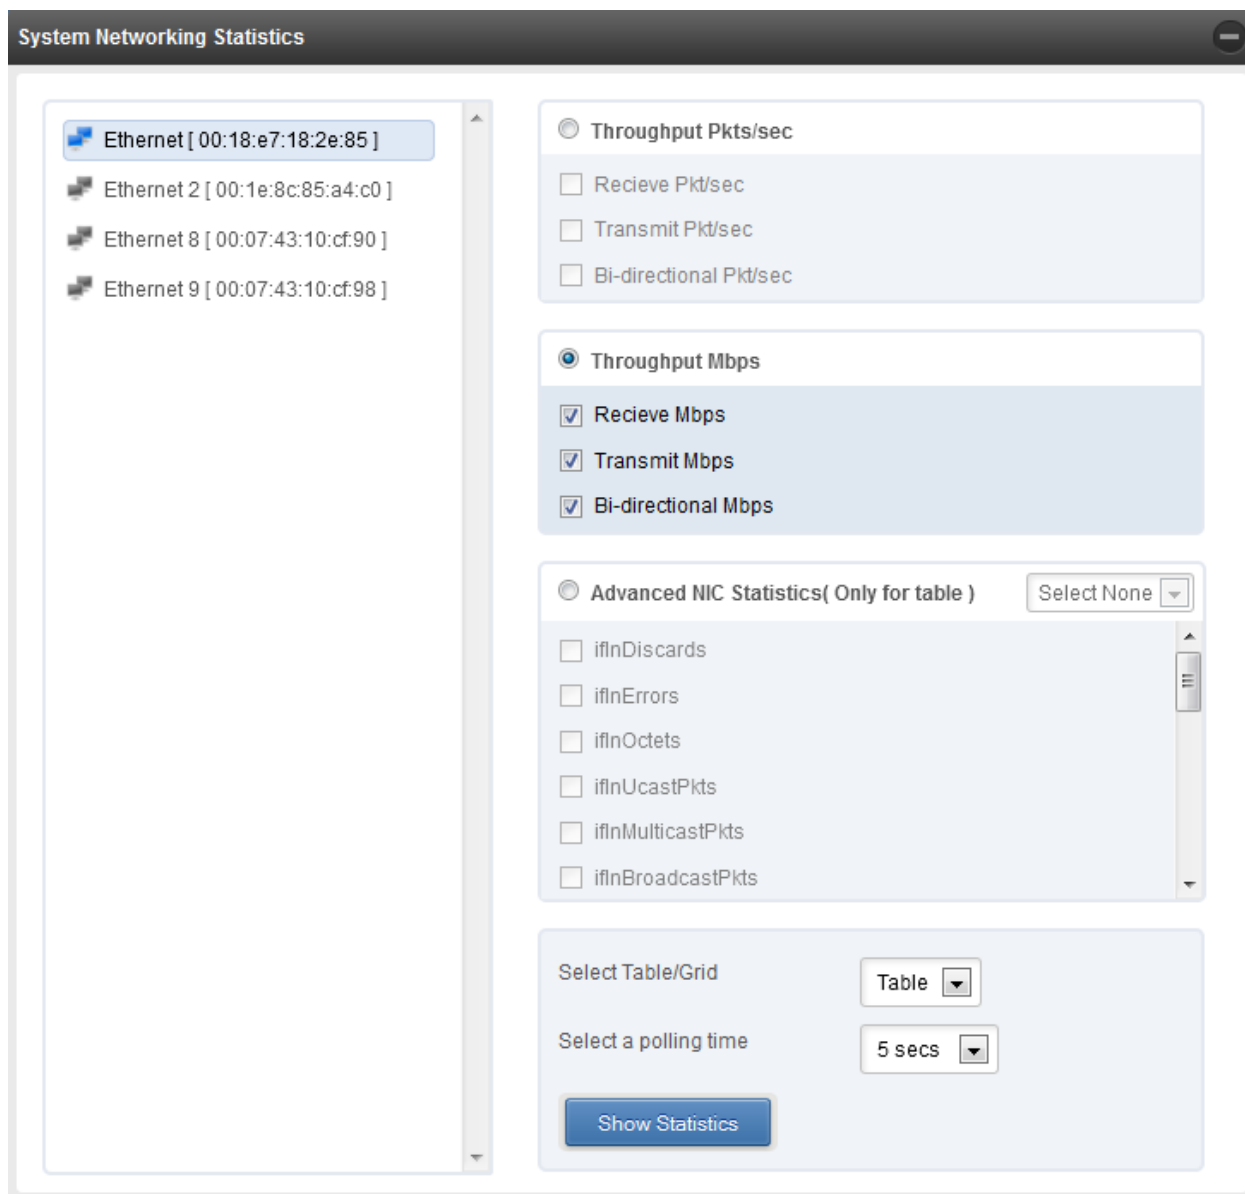 System Networking Statistics
Ethernet [ 00:18:e7:18:2e:85 ]
Ethernet 2 [ 00:1e:8c:85:a4:c0 ]
Ethernet 8 [ 00:07:43:10:cf:90 ]
Ethernet 9 [ 00:07:43:10:cf:98 ]
Throughput Pkts/sec
Recieve Pkt/sec
Transmit Pkt/sec
Bi-directional Pkt/sec
Throughput Mbps
Recieve Mbps
Transmit Mbps
Bi-directional Mbps
Advanced NIC Statistics( Only for table ) Select None
ifInDiscards
ifInErrors
ifInOctets
ifInUcastPkts
ifInMulticastPkts
ifInBroadcastPkts
Select Table/Grid Table
Select a polling time 5 secs
Show Statistics